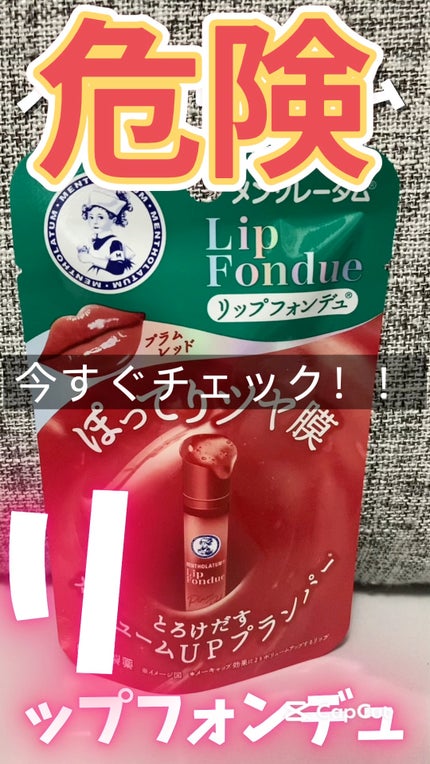 危険
メンソレータム®
MENTHOLATUM
MENTHOLATUM
Lip
Fondue
リップフォンデュ®
プラム
レッド
今すぐチェック！！
ぽってりツヤ膜
MENTHOLATUM
Lip
Fondue
とろけだす
ュームUPプランパー
製薬
※イメージ図 ※メーキャップ効果によりボリュームアップするリップ
リ
ップフォンデュ
CapCut